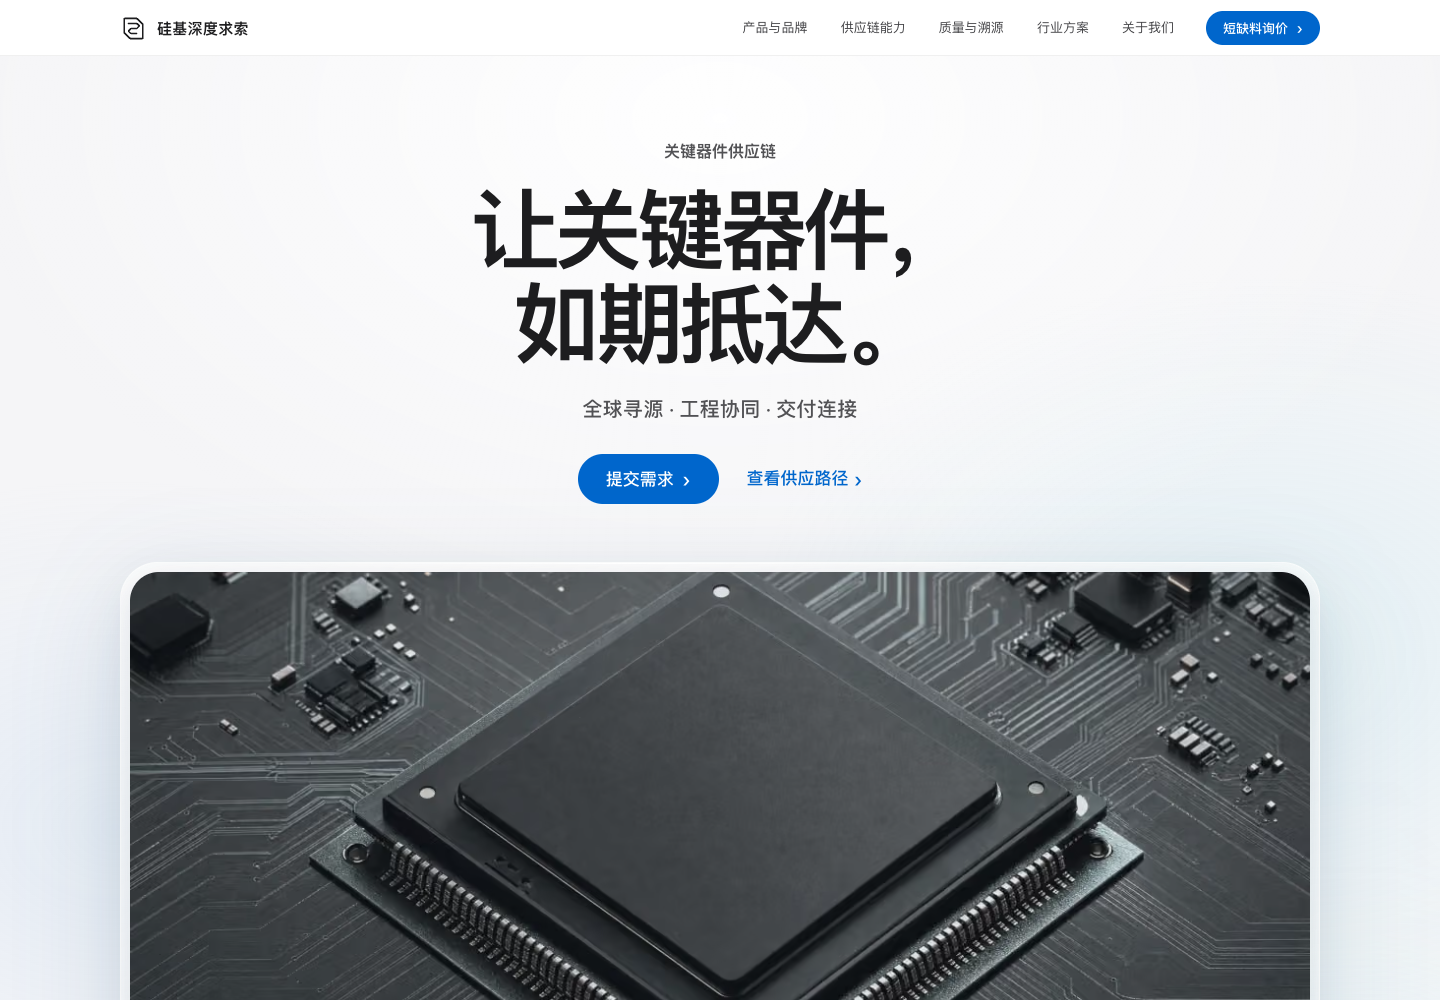 硅基深度求索
产品与品牌
供应链能力
质量与溯源
行业方案
关于我们
短缺料询价 ›
关键器件供应链
让关键器件，
如期抵达。
全球寻源 · 工程协同 · 交付连接
提交需求 ›
查看供应路径 ›